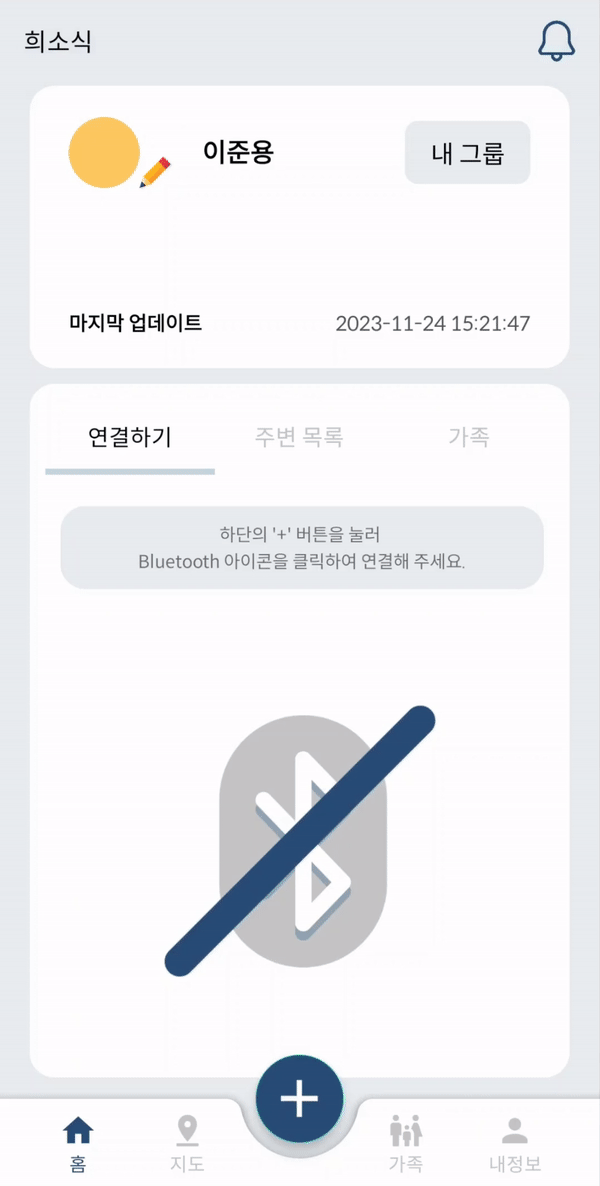 희소식
이준용
내 그룹
마지막 업데이트
2023-11-24 15:21:47
연결하기
주변 목록
가족
하단의 '+' 버튼을 눌러
Bluetooth 아이콘을 클릭하여 연결해 주세요.
홈
지도
가족
내정보